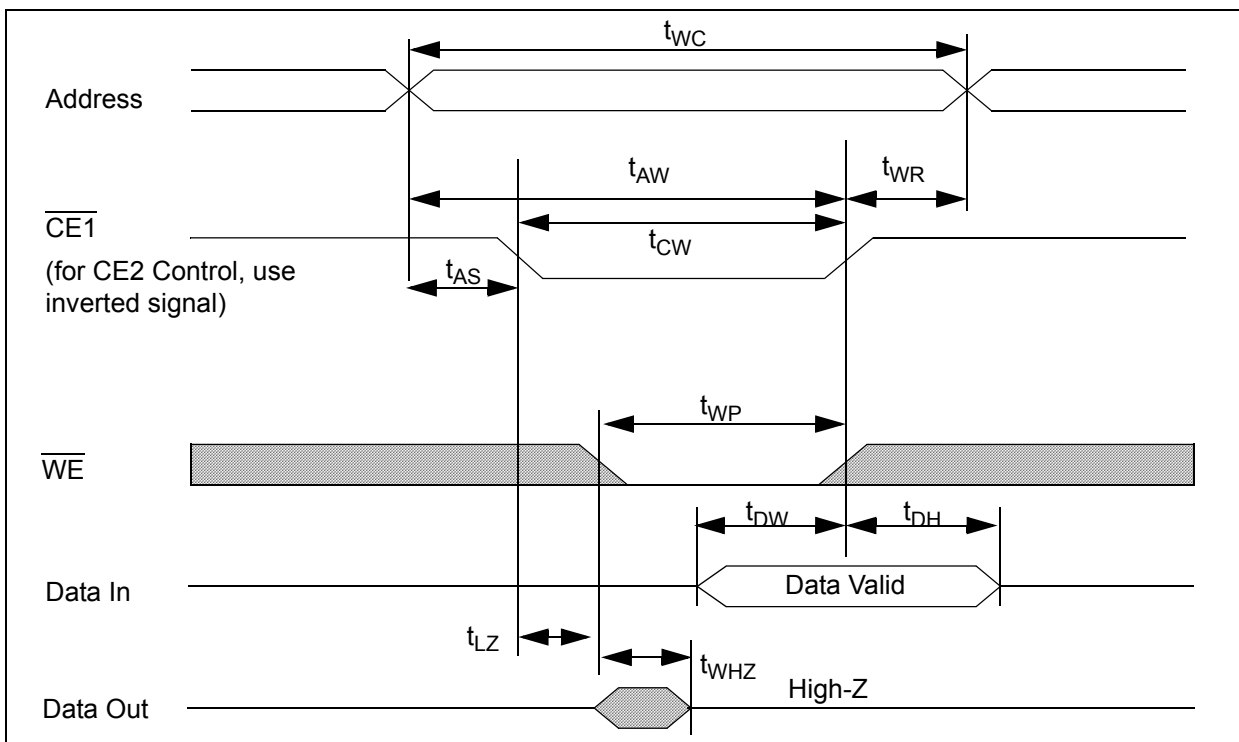 tWC
Address
tAW
tWR
CE1
tCW
(for CE2 Control, use
inverted signal)
tAS
tWP
WE
tDW
tDH
Data In
Data Valid
tLZ
tWHZ
High-Z
Data Out